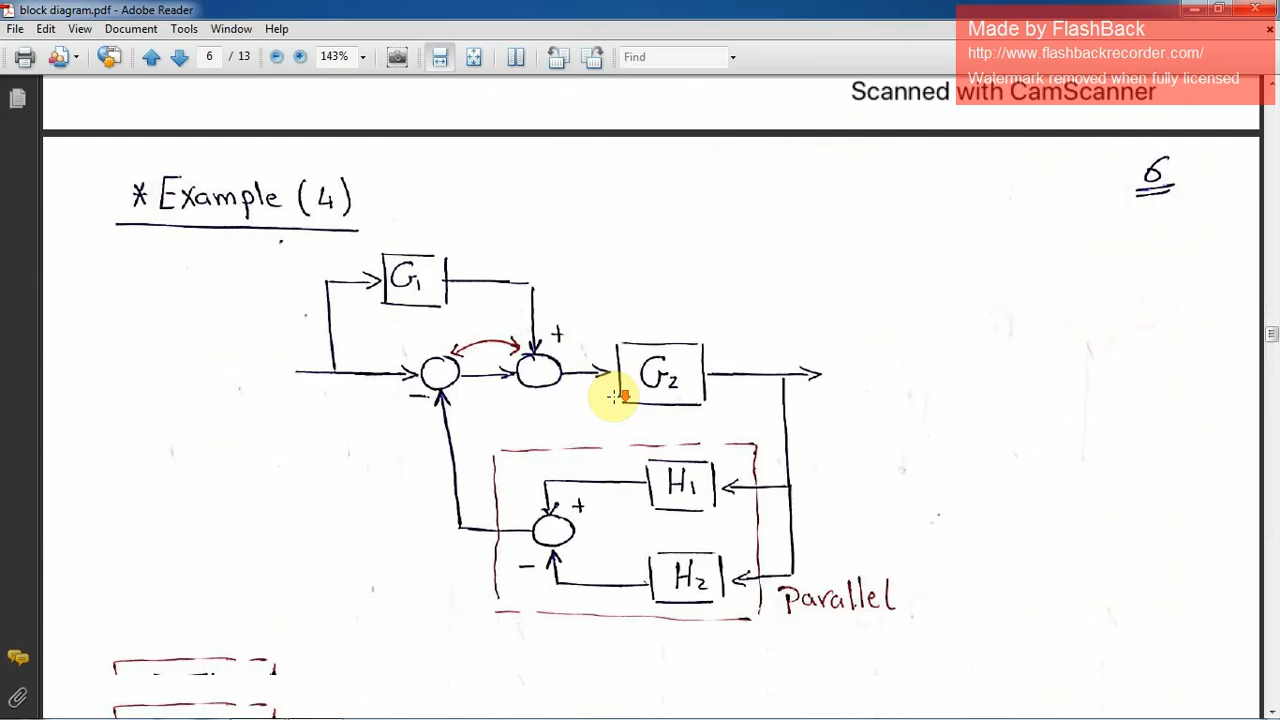 block diagram.pdf - Adobe Reader
File Edit View Document Tools Window Help
6 / 13 143% Find
Made by FlashBack
http://www.flashbackrecorder.com/
Watermark removed when fully licensed
Scanned with CamScanner
6
* Example (4)
G1
+
G2
-
H1
+
-
H2
parallel